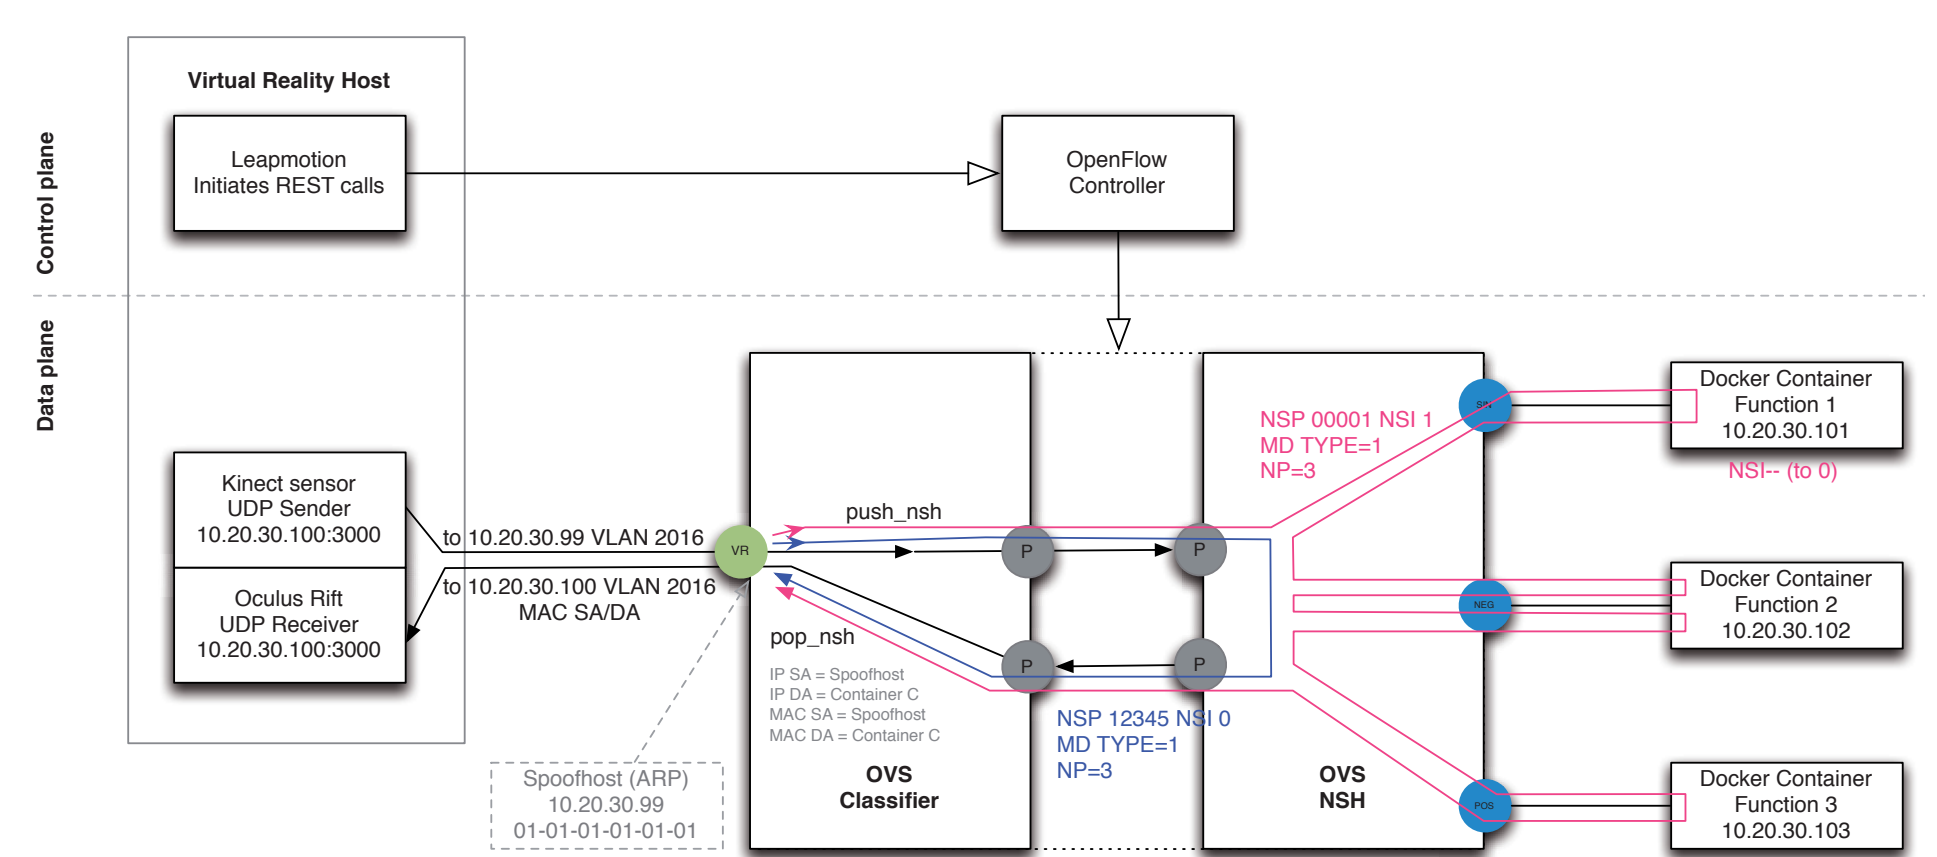 Virtual Reality Host
Control plane
Leapmotion
Initiates REST calls
OpenFlow
Controller
Data plane
Kinect sensor
UDP Sender
10.20.30.100:3000
Oculus Rift
UDP Receiver
10.20.30.100:3000
to 10.20.30.99 VLAN 2016
to 10.20.30.100 VLAN 2016
MAC SA/DA
VR
push_nsh
pop_nsh
IP SA = Spoofhost
IP DA = Container C
MAC SA = Spoofhost
MAC DA = Container C
OVS
Classifier
Spoofhost (ARP)
10.20.30.99
01-01-01-01-01-01
P
P
P
P
NSP 12345 NSI 0
MD TYPE=1
NP=3
NSP 00001 NSI 1
MD TYPE=1
NP=3
OVS
NSH
SIN
NEG
POS
Docker Container
Function 1
10.20.30.101
NSI-- (to 0)
Docker Container
Function 2
10.20.30.102
Docker Container
Function 3
10.20.30.103